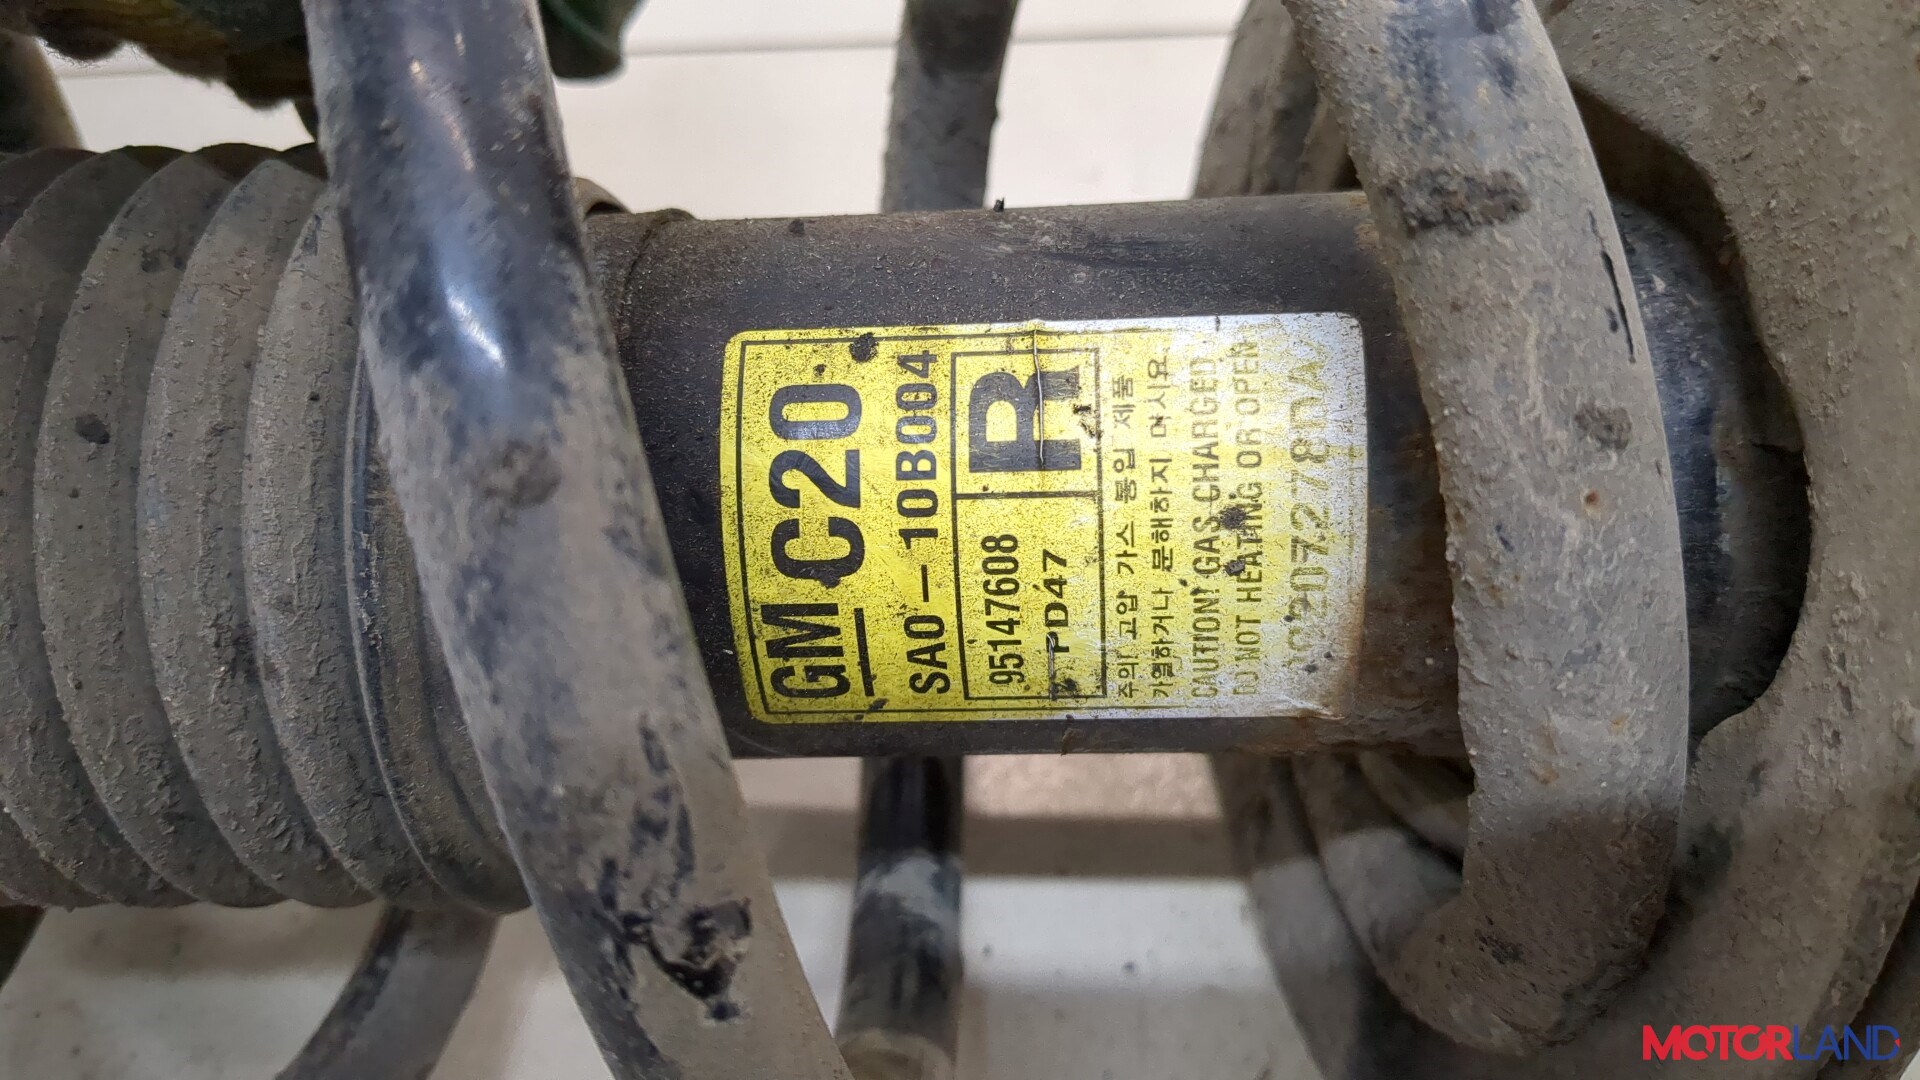 GM C20
SA0-10B004
95147608
R
PD47
주의! 고압 가스 봉입 제품
가열하거나 분해하지 마시요
CAUTION! GAS CHARGED
DO NOT HEATING OR OPEN
MOTORLAND